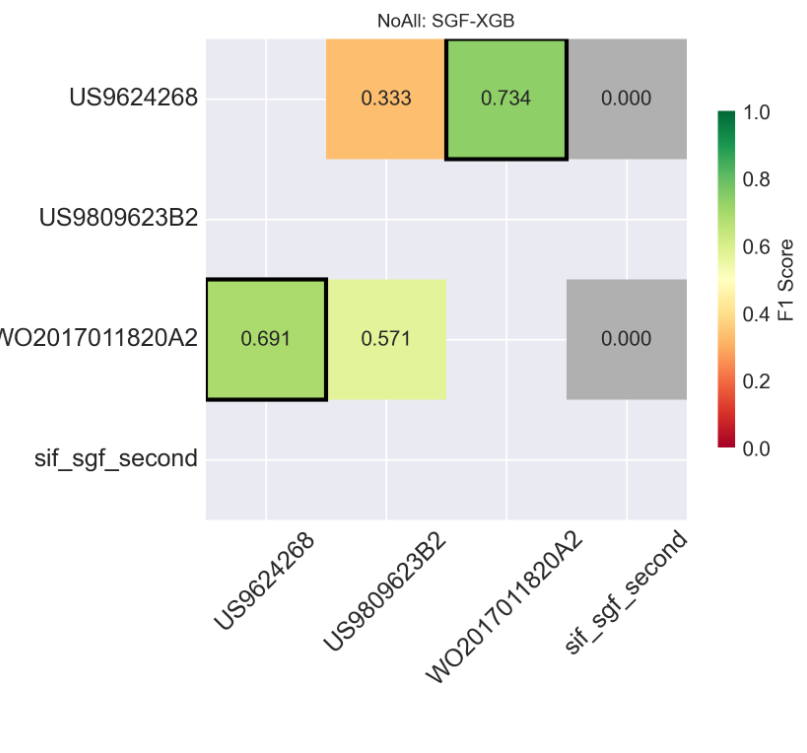 NoAll: SGF-XGB
US9624268
0.333
0.734
0.000
US9809623B2
WO2017011820A2
0.691
0.571
0.000
sif_sgf_second
US9624268
US9809623B2
WO2017011820A2
sif_sgf_second
1.0
0.8
0.6
0.4
0.2
0.0
F1 Score